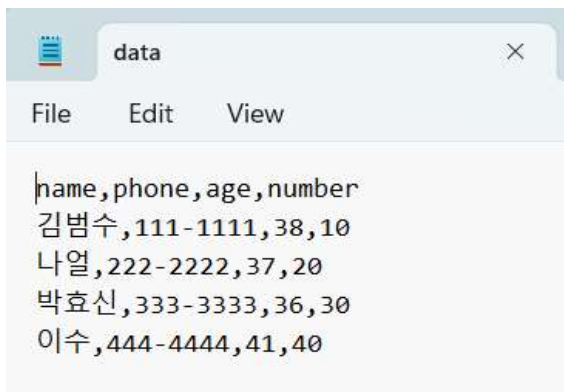 data
File Edit View
name,phone,age,number
김범수,111-1111,38,10
나얼,222-2222,37,20
박효신,333-3333,36,30
이수,444-4444,41,40